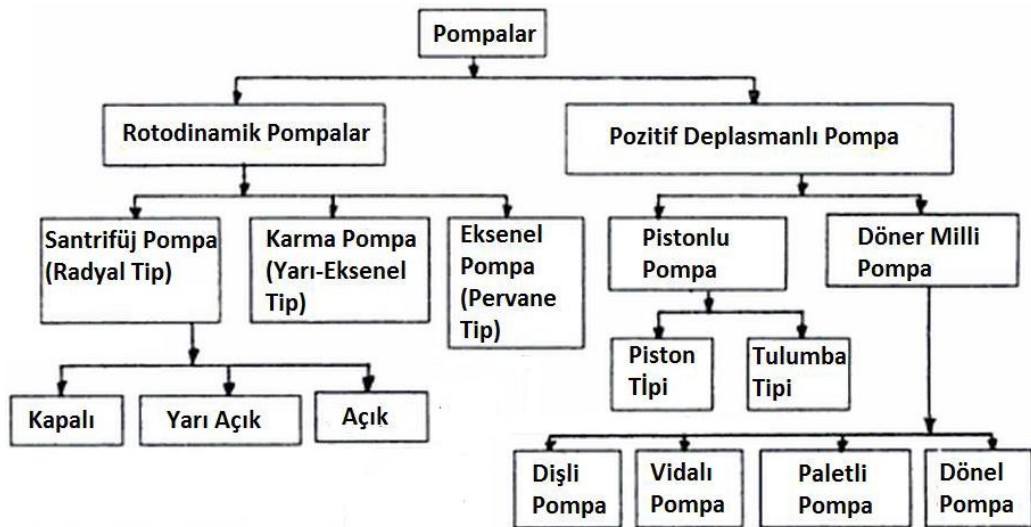 Pompalar
Rotodinamik Pompalar
Pozitif Deplasmanlı Pompa
Santrifüj Pompa
(Radyal Tip)
Karma Pompa
(Yarı-Eksenel
Tip)
Eksenel
Pompa
(Pervane
Tip)
Pistonlu
Pompa
Döner Milli
Pompa
Piston
Tİpi
Tulumba
Tipi
Kapalı
Yarı Açık
Açık
Dişli
Pompa
Vidalı
Pompa
Paletli
Pompa
Dönel
Pompa